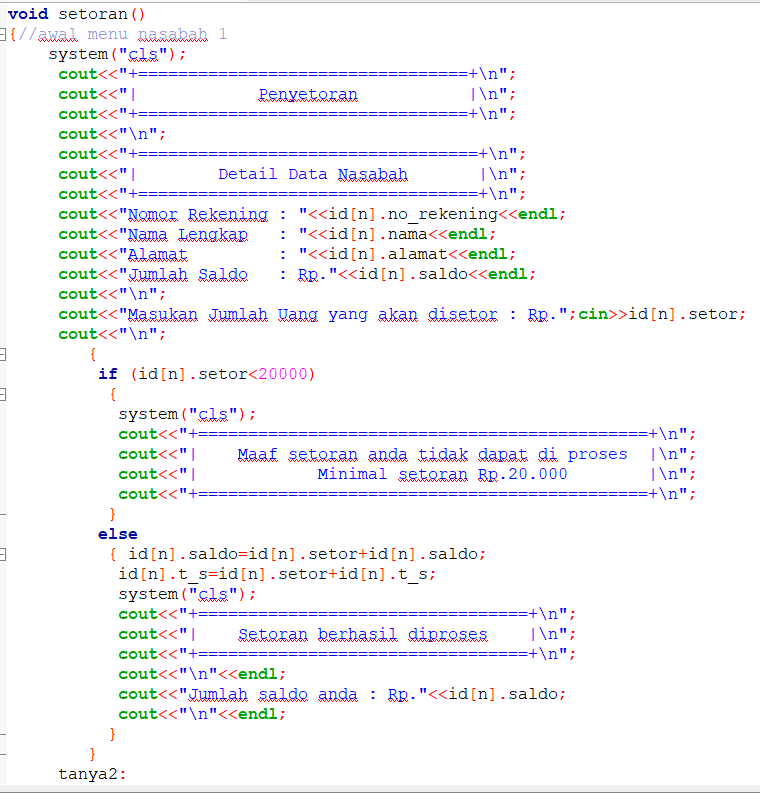 void setoran()
{//awal menu nasabah 1
    system("cls");
     cout<<"+=================================+\n";
     cout<<"|            Penyetoran           |\n";
     cout<<"+=================================+\n";
     cout<<"\n";
     cout<<"+==================================+\n";
     cout<<"|        Detail Data Nasabah       |\n";
     cout<<"+==================================+\n";
     cout<<"Nomor Rekening : "<<id[n].no_rekening<<endl;
     cout<<"Nama Lengkap   : "<<id[n].nama<<endl;
     cout<<"Alamat         : "<<id[n].alamat<<endl;
     cout<<"Jumlah Saldo   : Rp."<<id[n].saldo<<endl;
     cout<<"\n";
     cout<<"Masukan Jumlah Uang yang akan disetor : Rp.";cin>>id[n].setor;
     cout<<"\n";
        {
         if (id[n].setor<20000)
          {
           system("cls");
           cout<<"+=============================================+\n";
           cout<<"|    Maaf setoran anda tidak dapat di proses  |\n";
           cout<<"|            Minimal setoran Rp.20.000        |\n";
           cout<<"+=============================================+\n";
          }
         else
          { id[n].saldo=id[n].setor+id[n].saldo;
           id[n].t_s=id[n].setor+id[n].t_s;
           system("cls");
           cout<<"+=================================+\n";
           cout<<"|    Setoran berhasil diproses    |\n";
           cout<<"+=================================+\n";
           cout<<"\n"<<endl;
           cout<<"Jumlah saldo anda : Rp."<<id[n].saldo;
           cout<<"\n"<<endl;
          }
        }
     tanya2: